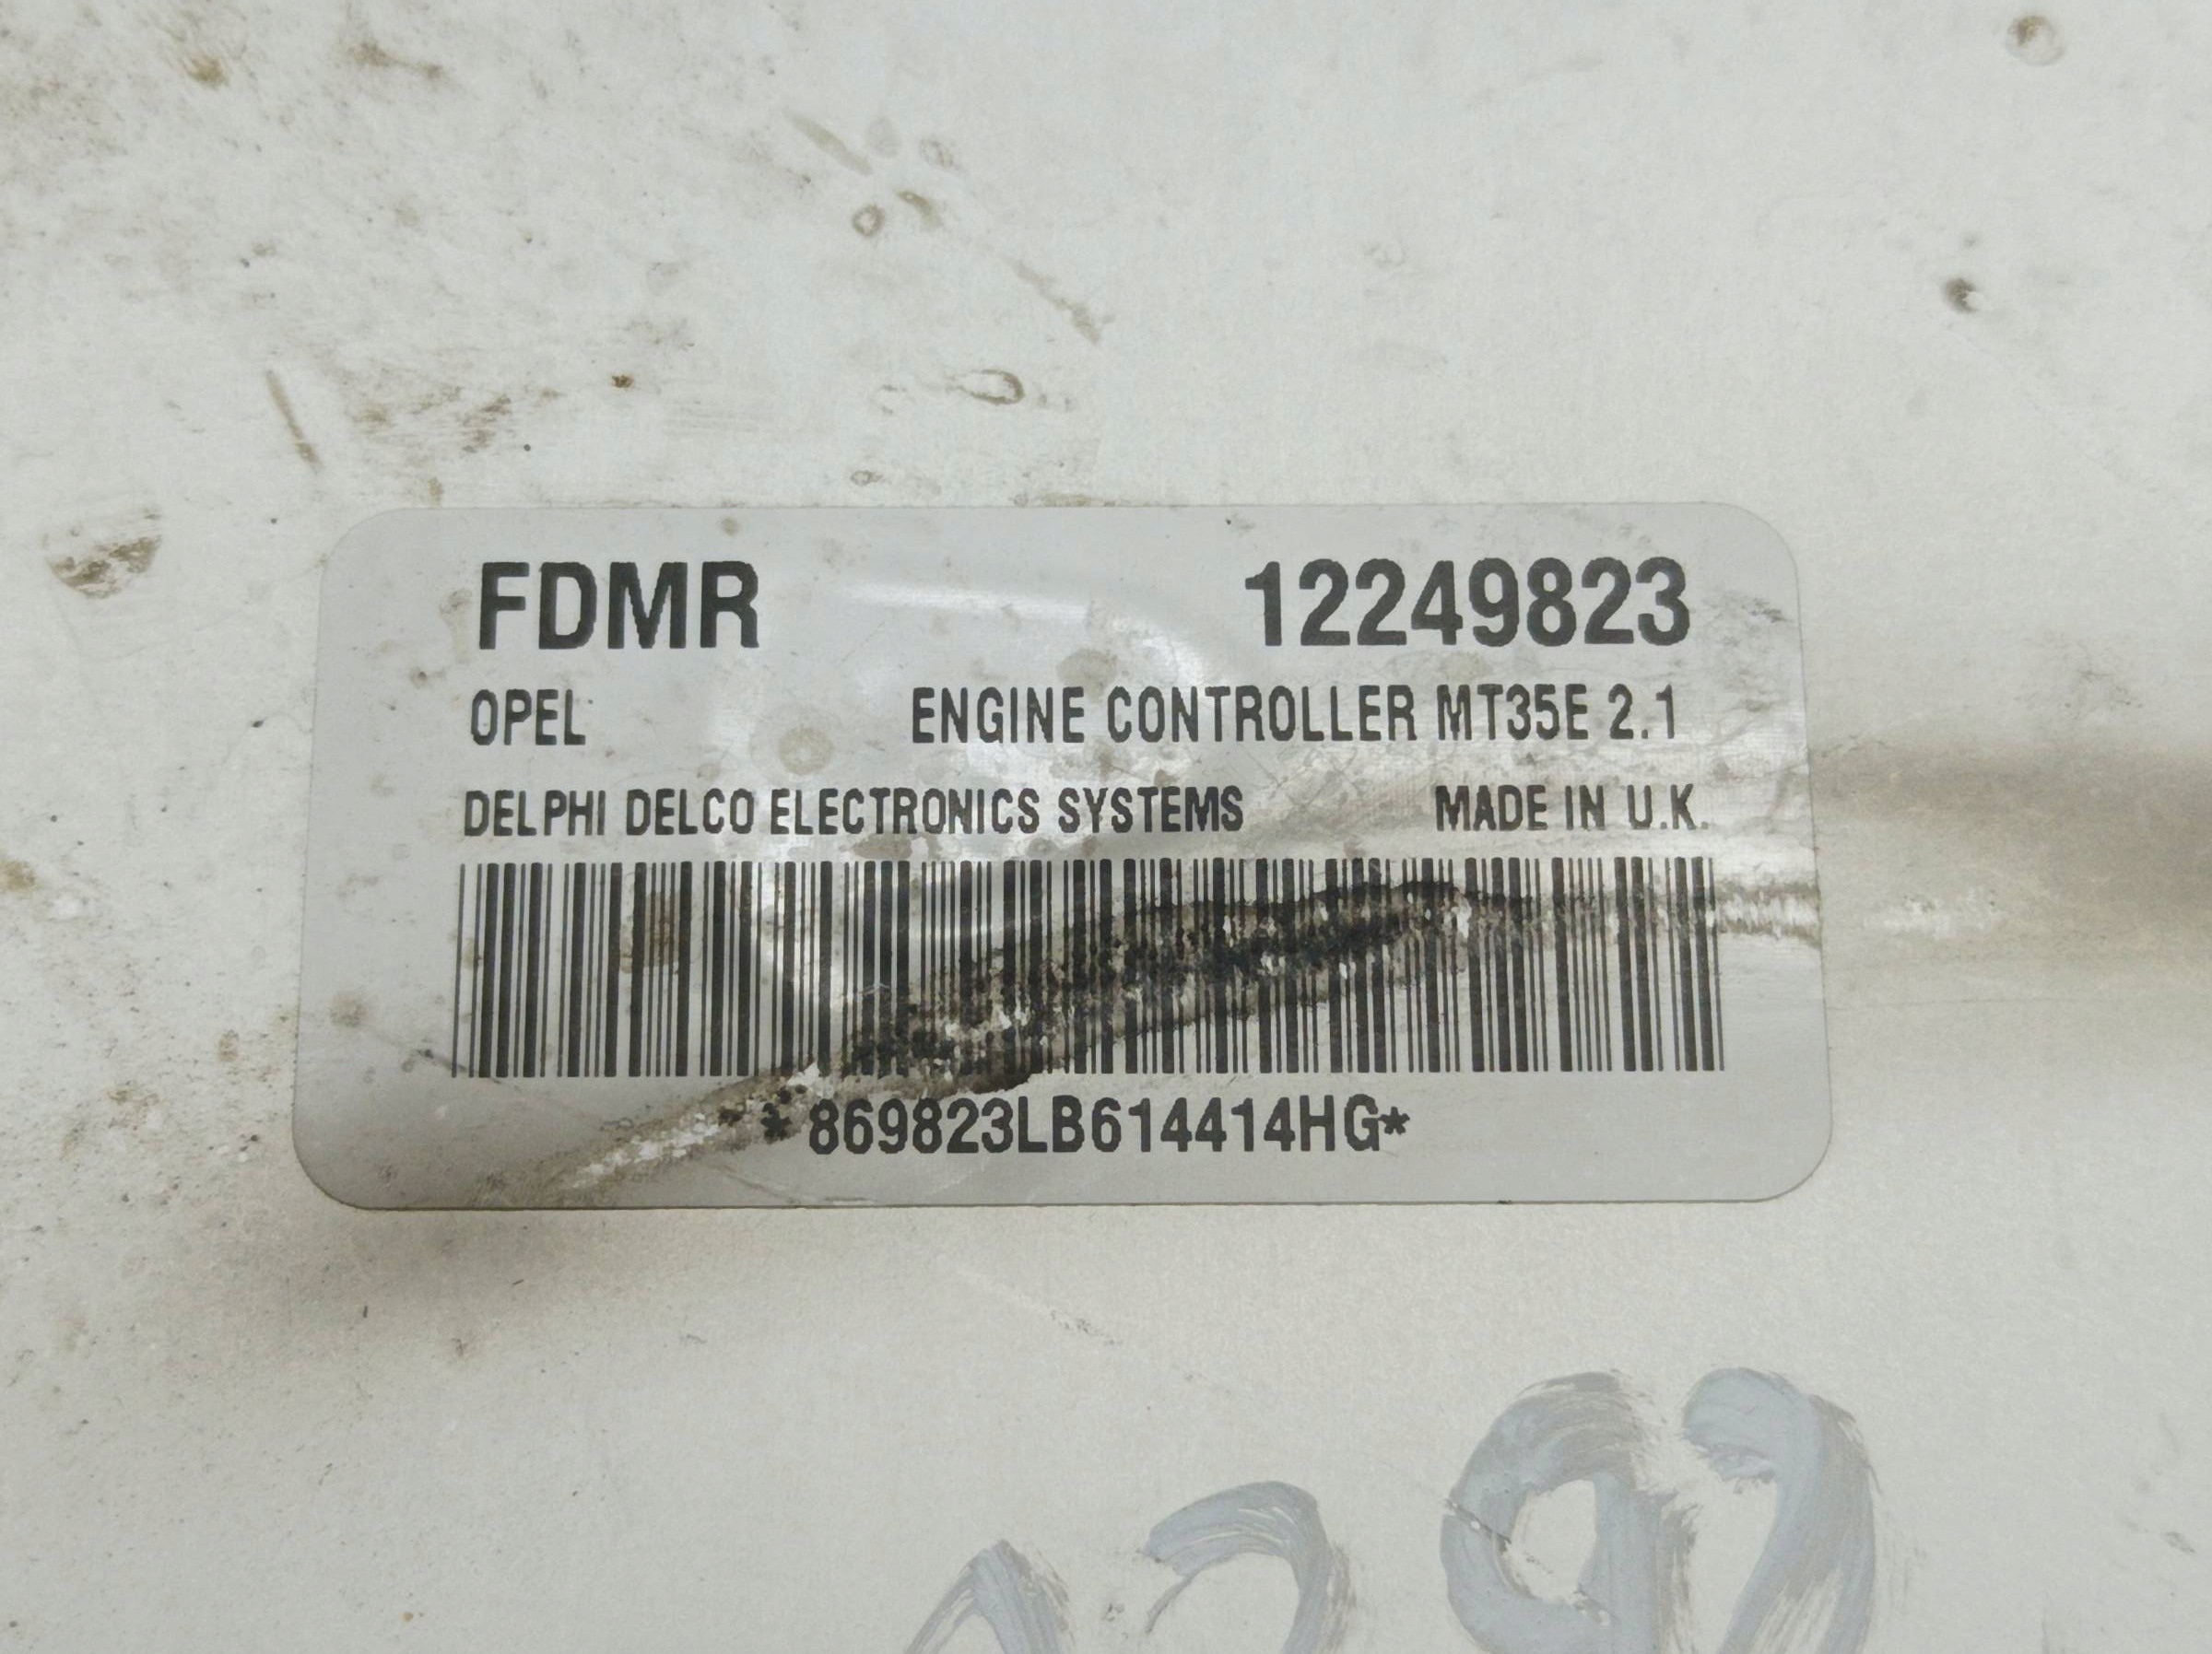 FDMR 12249823
OPEL ENGINE CONTROLLER MT35E 2.1
DELPHI DELCO ELECTRONICS SYSTEMS MADE IN U.K.
*869823LB614414HG*